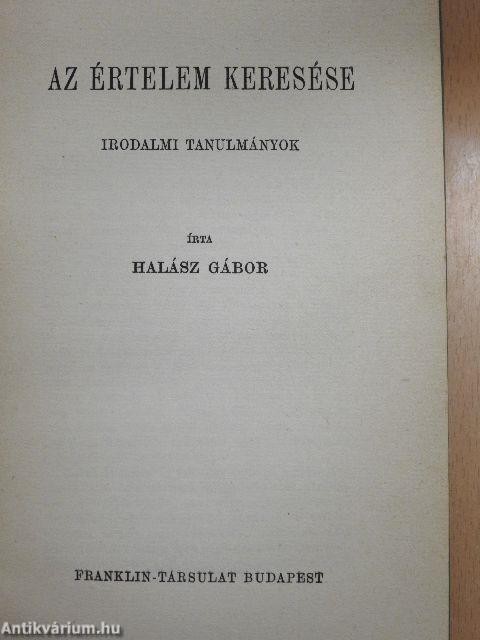 AZ ÉRTELEM KERESÉSE
IRODALMI TANULMÁNYOK
ÍRTA
HALÁSZ GÁBOR
FRANKLIN-TÁRSULAT BUDAPEST
Antikvárium.hu